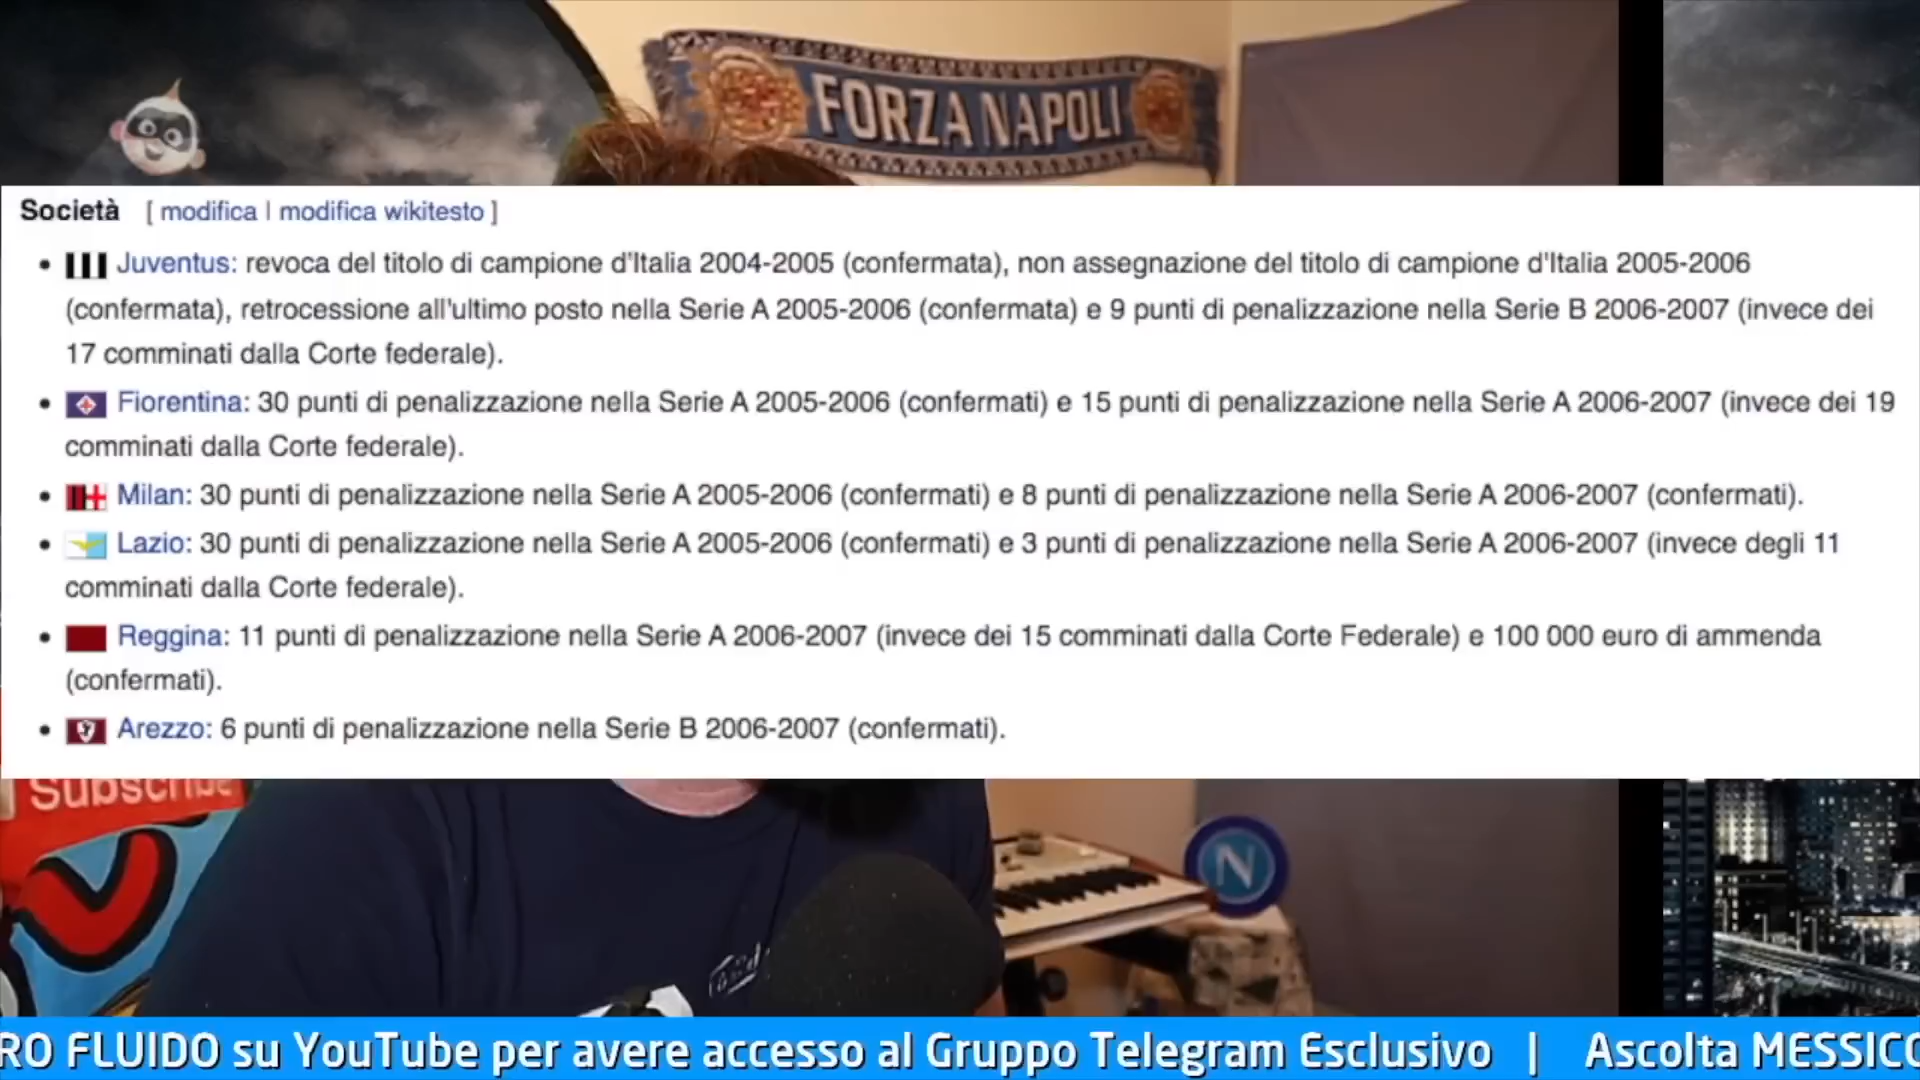 FORZA NAPOLI
Società [ modifica | modifica wikitesto ]
• Juventus: revoca del titolo di campione d'Italia 2004-2005 (confermata), non assegnazione del titolo di campione d'Italia 2005-2006
(confermata), retrocessione all'ultimo posto nella Serie A 2005-2006 (confermata) e 9 punti di penalizzazione nella Serie B 2006-2007 (invece dei
17 comminati dalla Corte federale).
• Fiorentina: 30 punti di penalizzazione nella Serie A 2005-2006 (confermati) e 15 punti di penalizzazione nella Serie A 2006-2007 (invece dei 19
comminati dalla Corte federale).
• Milan: 30 punti di penalizzazione nella Serie A 2005-2006 (confermati) e 8 punti di penalizzazione nella Serie A 2006-2007 (confermati).
• Lazio: 30 punti di penalizzazione nella Serie A 2005-2006 (confermati) e 3 punti di penalizzazione nella Serie A 2006-2007 (invece degli 11
comminati dalla Corte federale).
• Reggina: 11 punti di penalizzazione nella Serie A 2006-2007 (invece dei 15 comminati dalla Corte Federale) e 100 000 euro di ammenda
(confermati).
• Arezzo: 6 punti di penalizzazione nella Serie B 2006-2007 (confermati).
Subscribe
N
RO FLUIDO su YouTube per avere accesso al Gruppo Telegram Esclusivo | Ascolta MESSICO